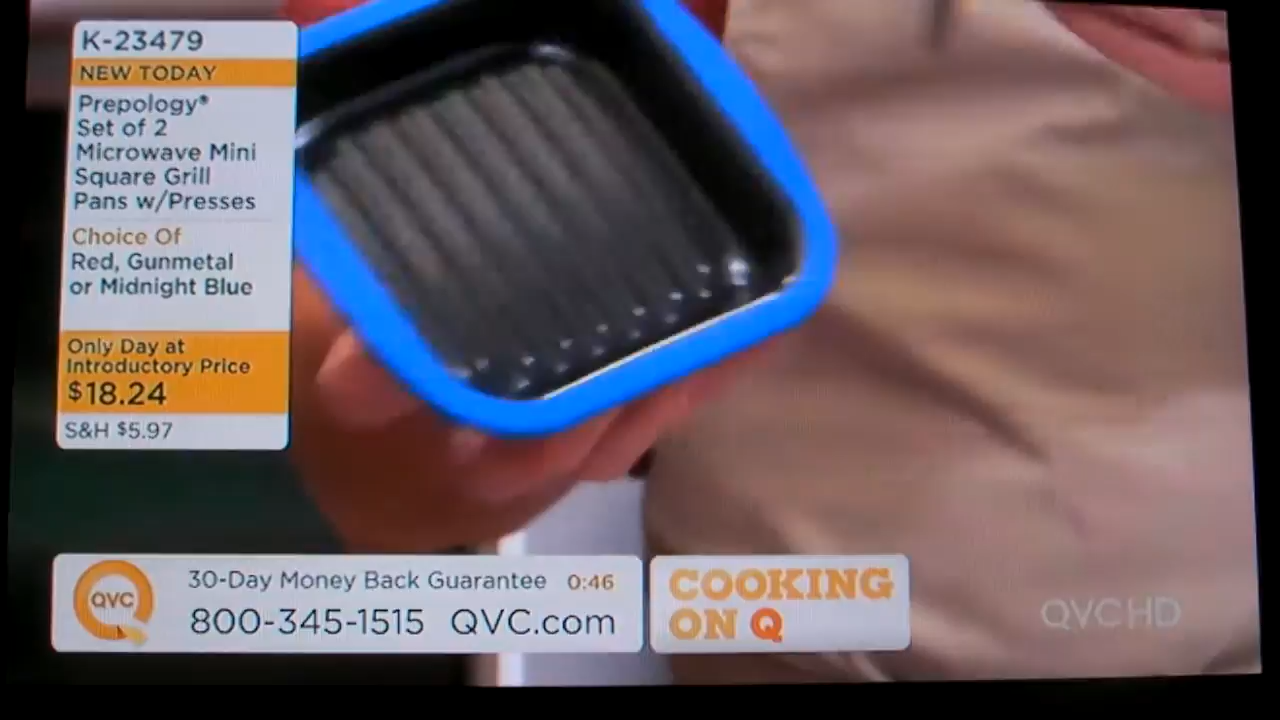 K-23479
NEW TODAY
Prepology®
Set of 2
Microwave Mini
Square Grill
Pans w/Presses
Choice Of
Red, Gunmetal
or Midnight Blue
Only Day at
Introductory Price
$18.24
S&H $5.97
QVC
30-Day Money Back Guarantee 0:46
800-345-1515 QVC.com
COOKING
ON Q
QVCHD